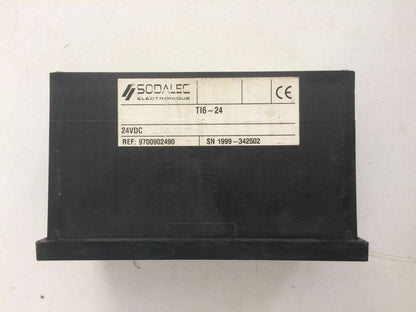 SODALEC
ELECTRONIQUE
CE
TI6-24
24VDC
REF: 9700902490 SN 1999-342502